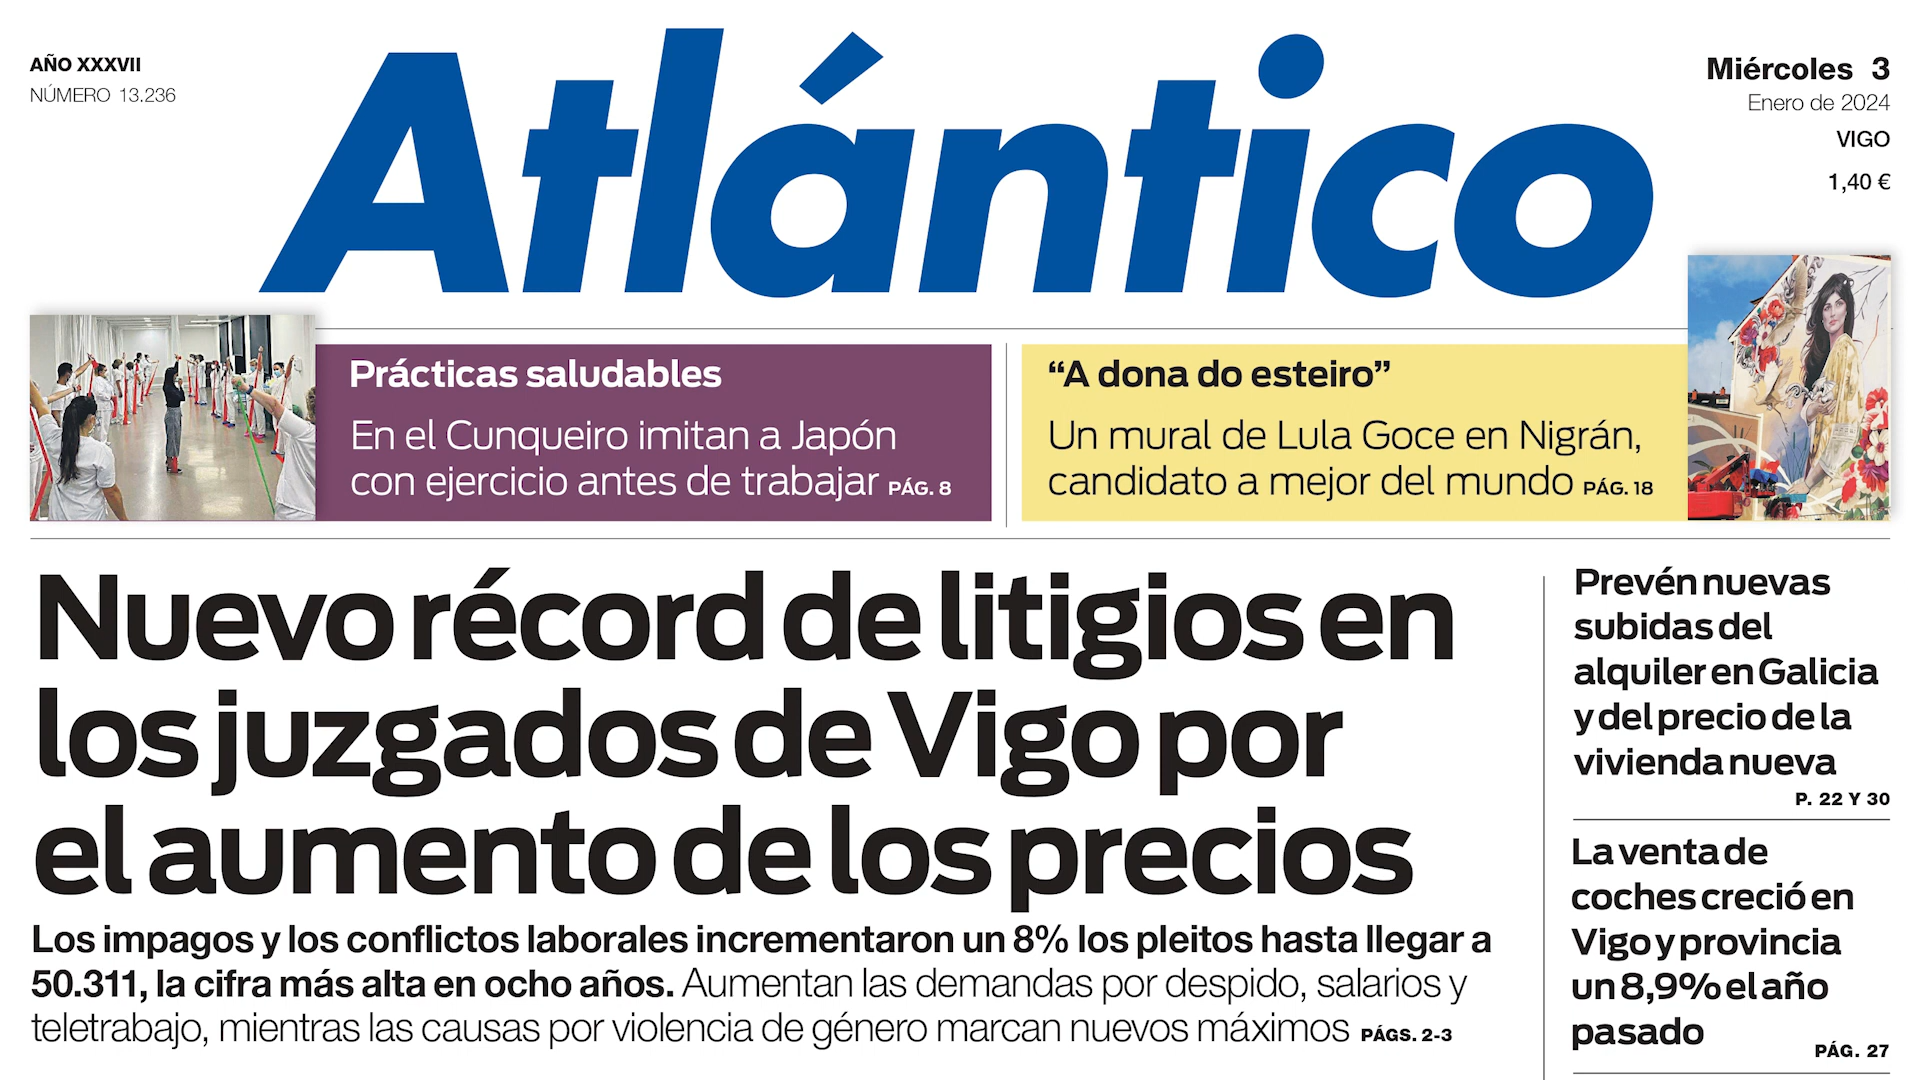 AÑO XXXVII
NÚMERO 13.236
Atlántico
Miércoles 3
Enero de 2024
VIGO
1,40 €
Prácticas saludables
En el Cunqueiro imitan a Japón
con ejercicio antes de trabajar PÁG. 8
“A dona do esteiro”
Un mural de Lula Goce en Nigrán,
candidato a mejor del mundo PÁG. 18
Nuevo récord de litigios en
los juzgados de Vigo por
el aumento de los precios
Los impagos y los conflictos laborales incrementaron un 8% los pleitos hasta llegar a
50.311, la cifra más alta en ocho años. Aumentan las demandas por despido, salarios y
teletrabajo, mientras las causas por violencia de género marcan nuevos máximos PÁGS. 2-3
Prevén nuevas
subidas del
alquiler en Galicia
y del precio de la
vivienda nueva
P. 22 Y 30
La venta de
coches creció en
Vigo y provincia
un 8,9% el año
pasado
PÁG. 27